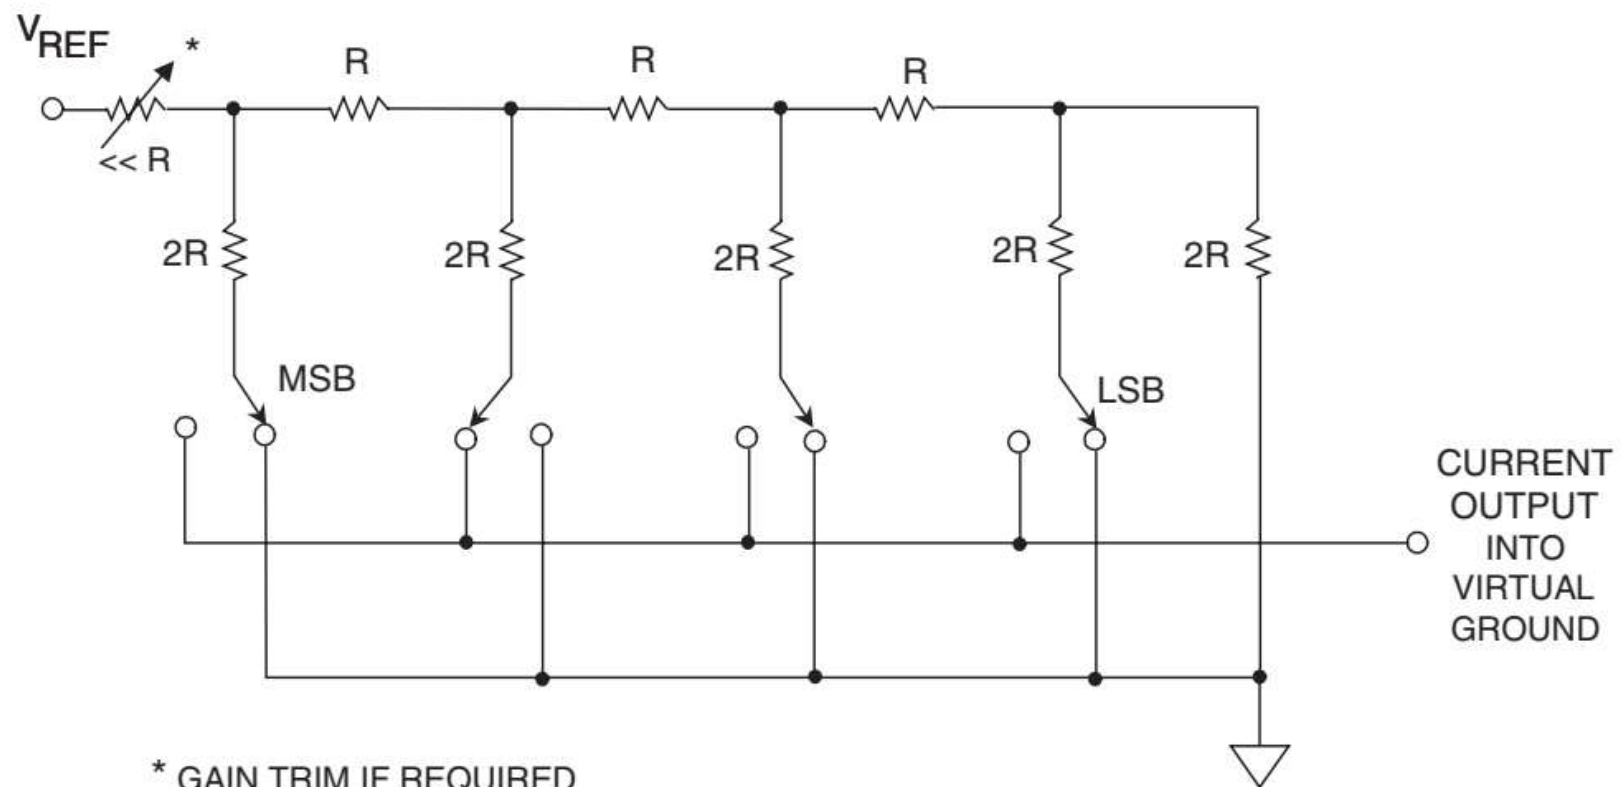 VREF
*
R
R
R
<< R
2R
2R
2R
2R
2R
MSB
LSB
CURRENT
OUTPUT
INTO
VIRTUAL
GROUND
* GAIN TRIM IF REQUIRED